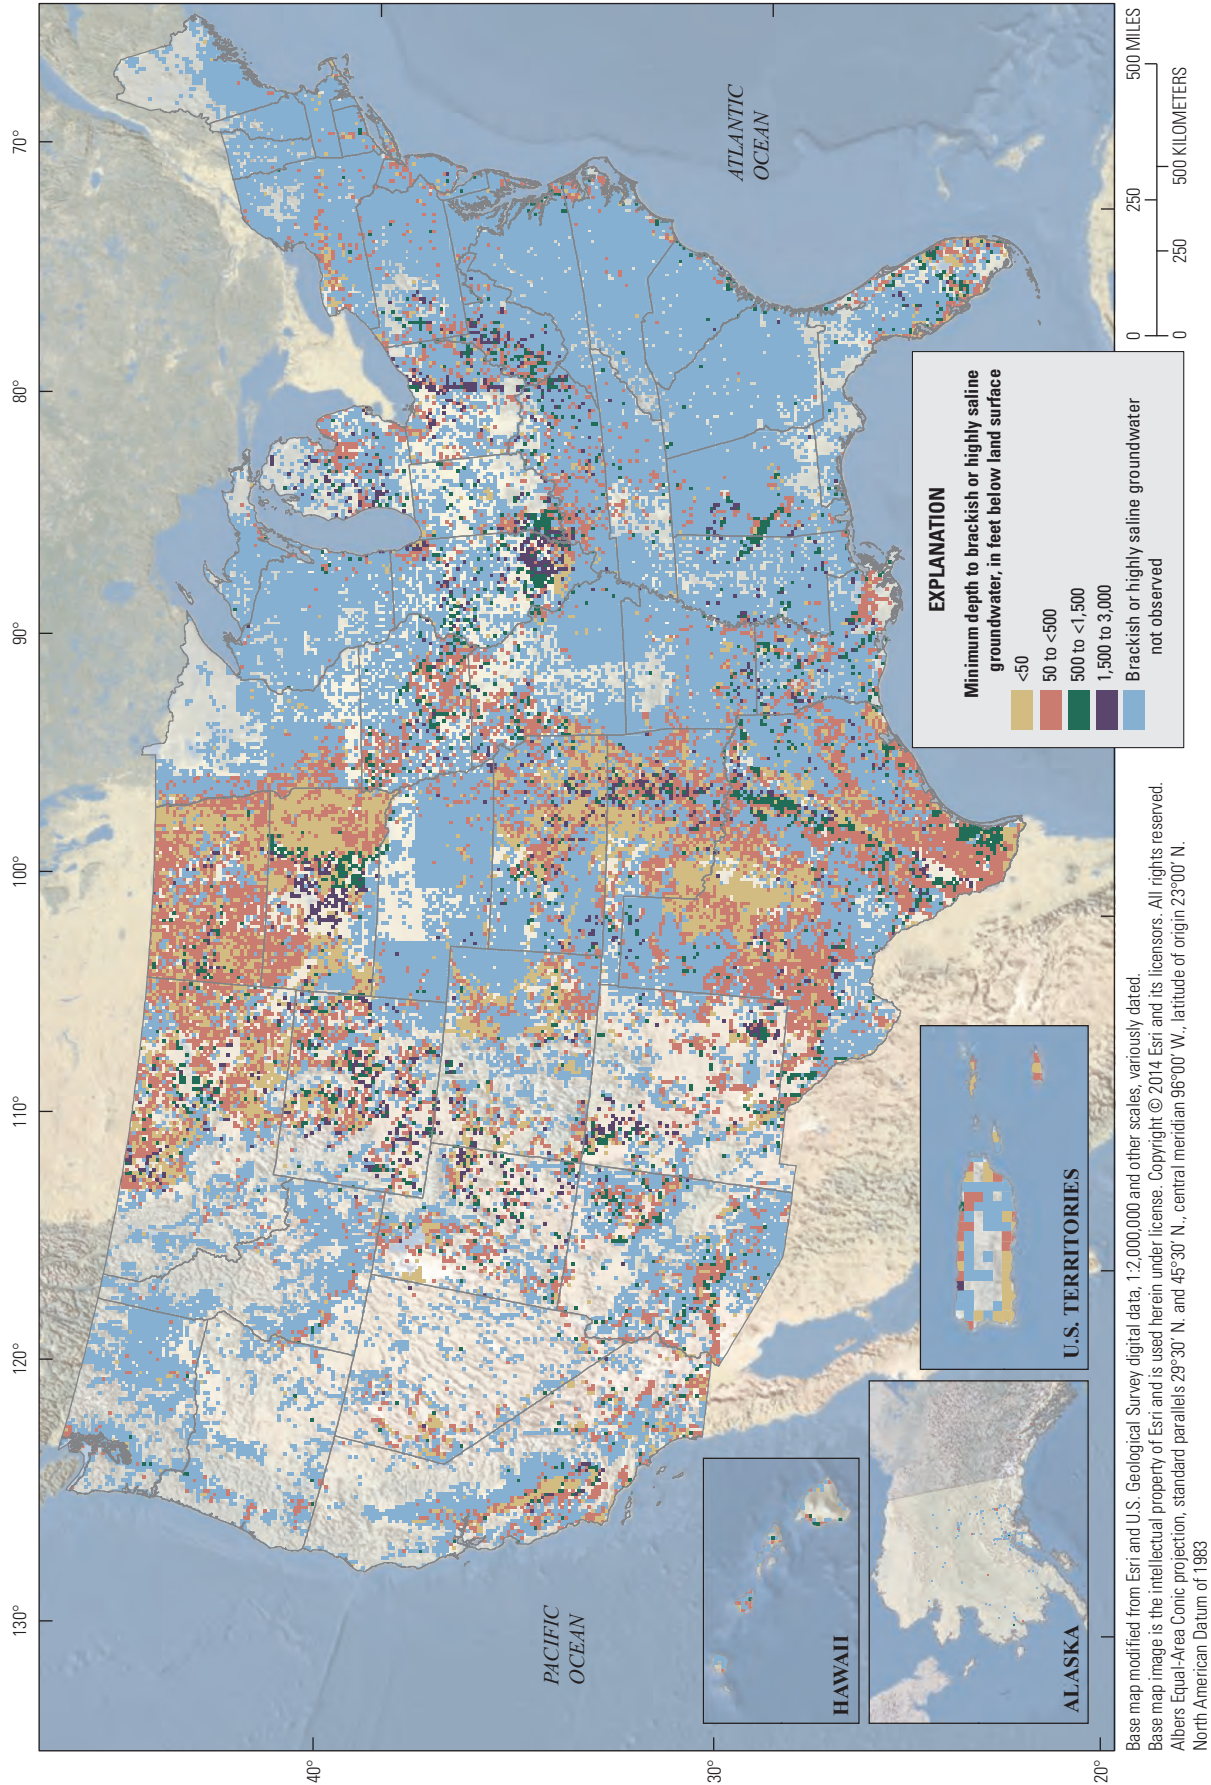 130°
120°
110°
100°
90°
80°
70°
40°
30°
20°
PACIFIC
OCEAN
ATLANTIC
OCEAN
HAWAII
ALASKA
U.S. TERRITORIES
EXPLANATION
Minimum depth to brackish or highly saline
groundwater, in feet below land surface
<50
50 to <500
500 to <1,500
1,500 to 3,000
Brackish or highly saline groundwater
not observed
0 250 500 MILES
0 250 500 KILOMETERS
Base map modified from Esri and U.S. Geological Survey digital data, 1:2,000,000 and other scales, variously dated.
Base map image is the intellectual property of Esri and is used herein under license. Copyright © 2014 Esri and its licensors. All rights reserved.
Albers Equal-Area Conic projection, standard parallels 29°30' N. and 45°30' N., central meridian 96°00' W., latitude of origin 23°00' N.
North American Datum of 1983